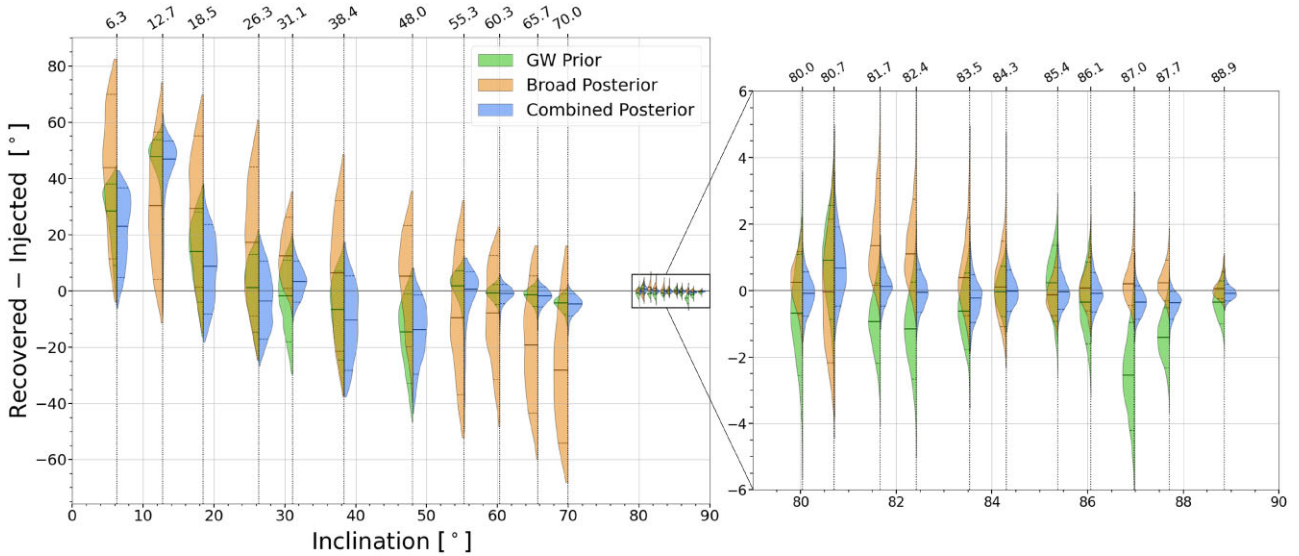 6.3 12.7 18.5 26.3 31.1 38.4 48.0 55.3 60.3 65.7 70.0
80
60
40
20
0
−20
−40
−60
Recovered − Injected [°]
GW Prior
Broad Posterior
Combined Posterior
0 10 20 30 40 50 60 70 80 90
Inclination [°]
80.0 80.7 81.7 82.4 83.5 84.3 85.4 86.1 87.0 87.7 88.9
6
4
2
0
−2
−4
−6
80 82 84 86 88 90